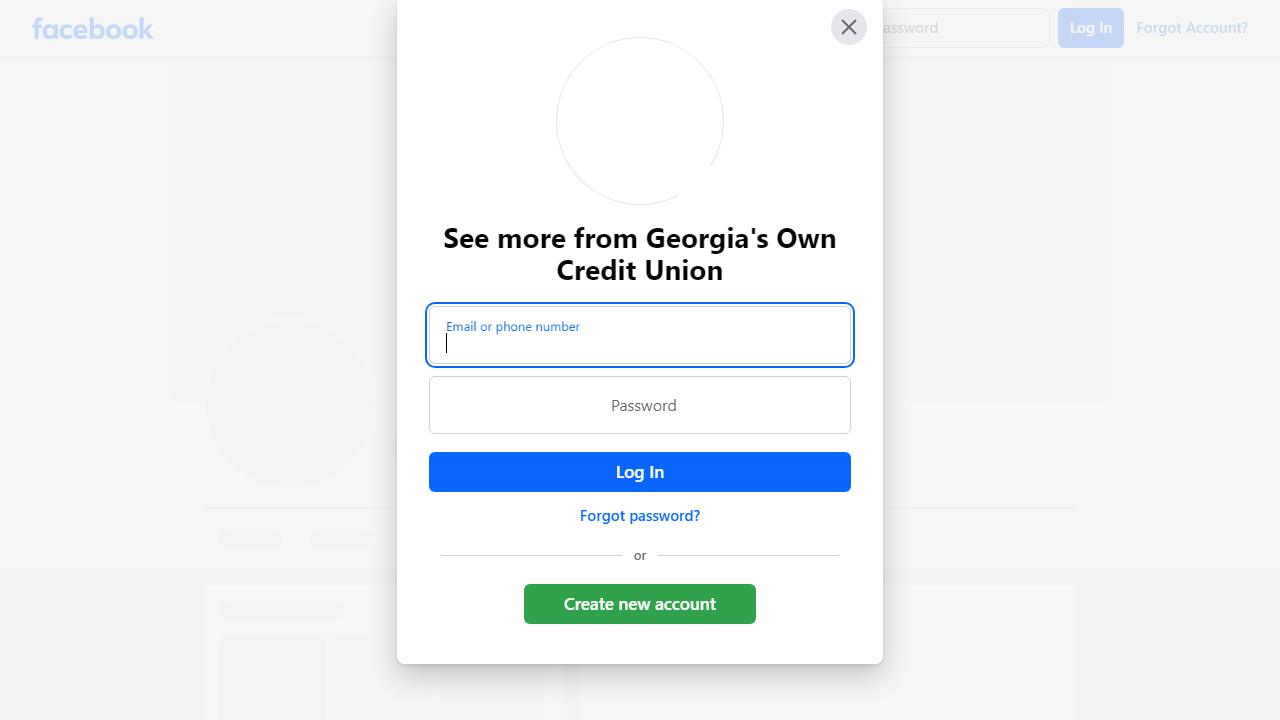 facebook
assword
Log In
Forgot Account?
See more from Georgia's Own
Credit Union
Email or phone number
Password
Log In
Forgot password?
or
Create new account